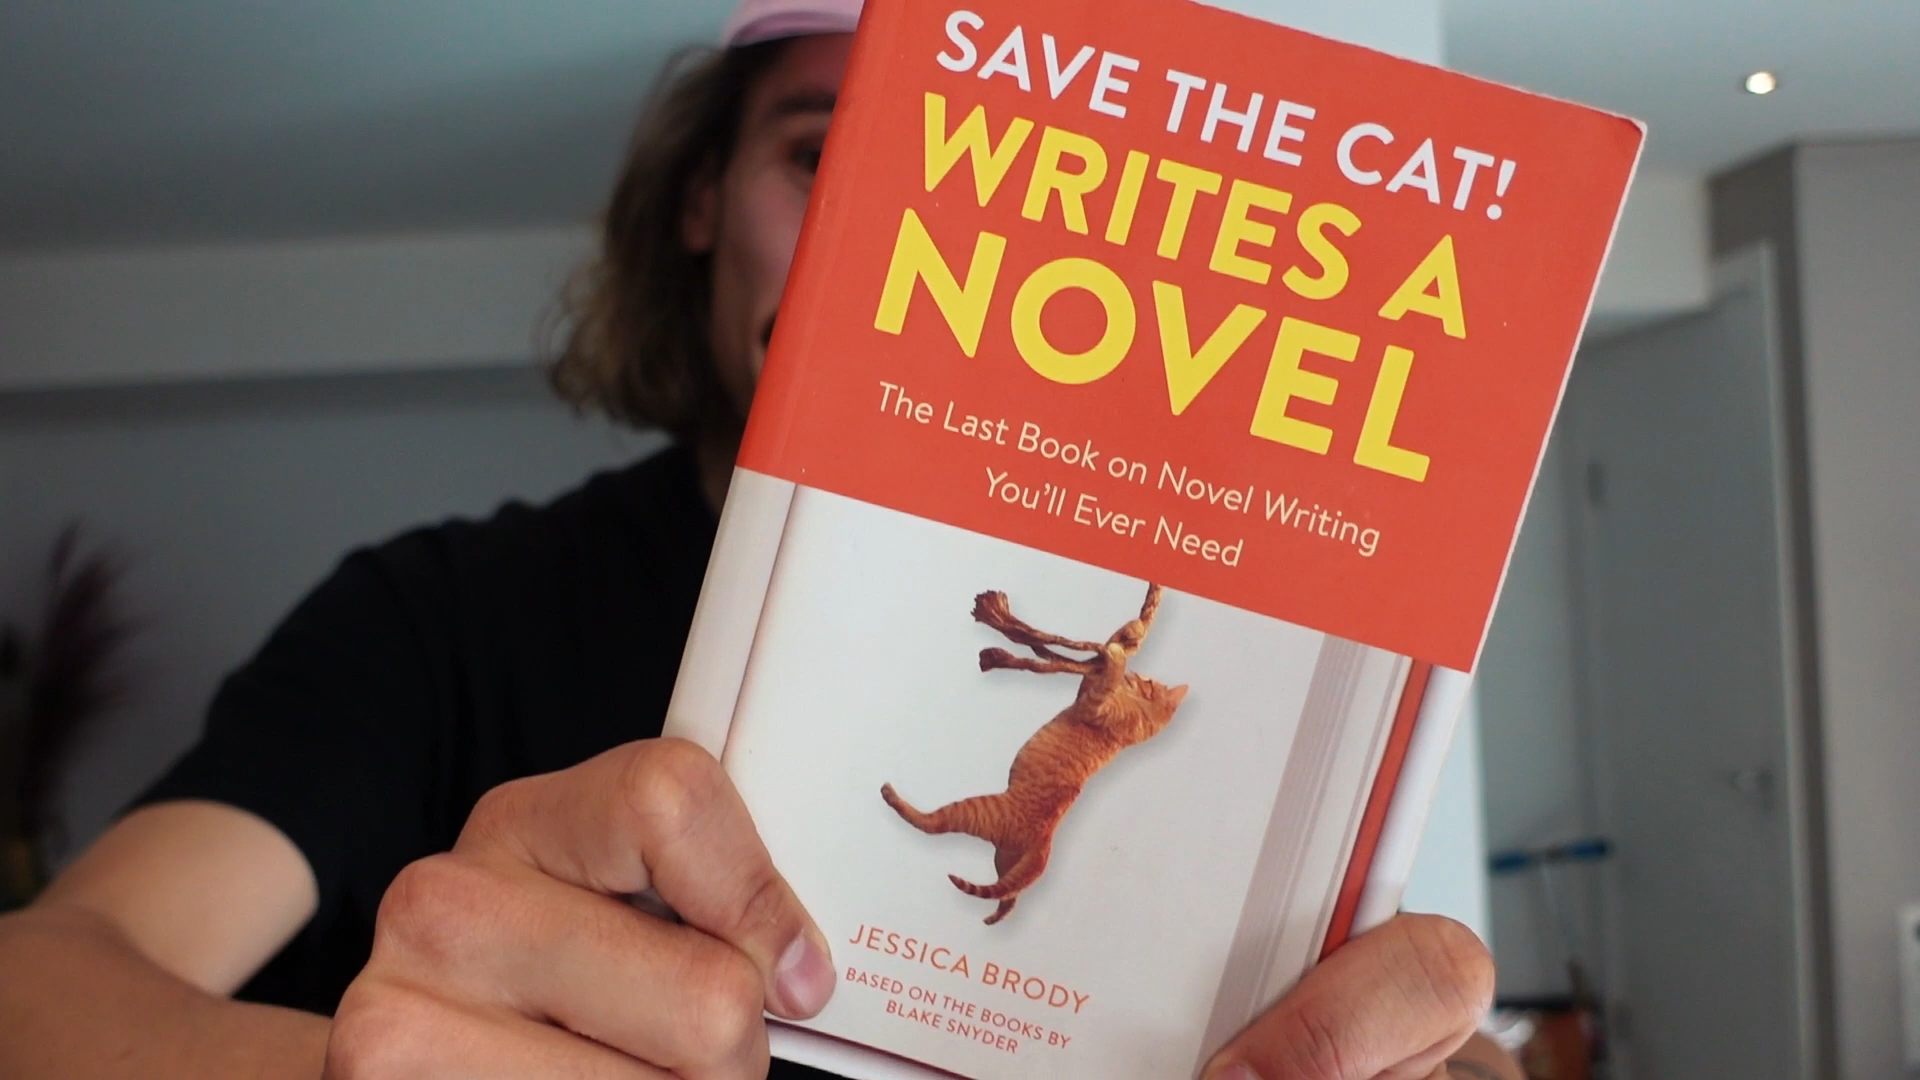 SAVE THE CAT!
WRITES A
NOVEL
The Last Book on Novel Writing
You'll Ever Need
JESSICA BRODY
BASED ON THE BOOKS BY
BLAKE SNYDER